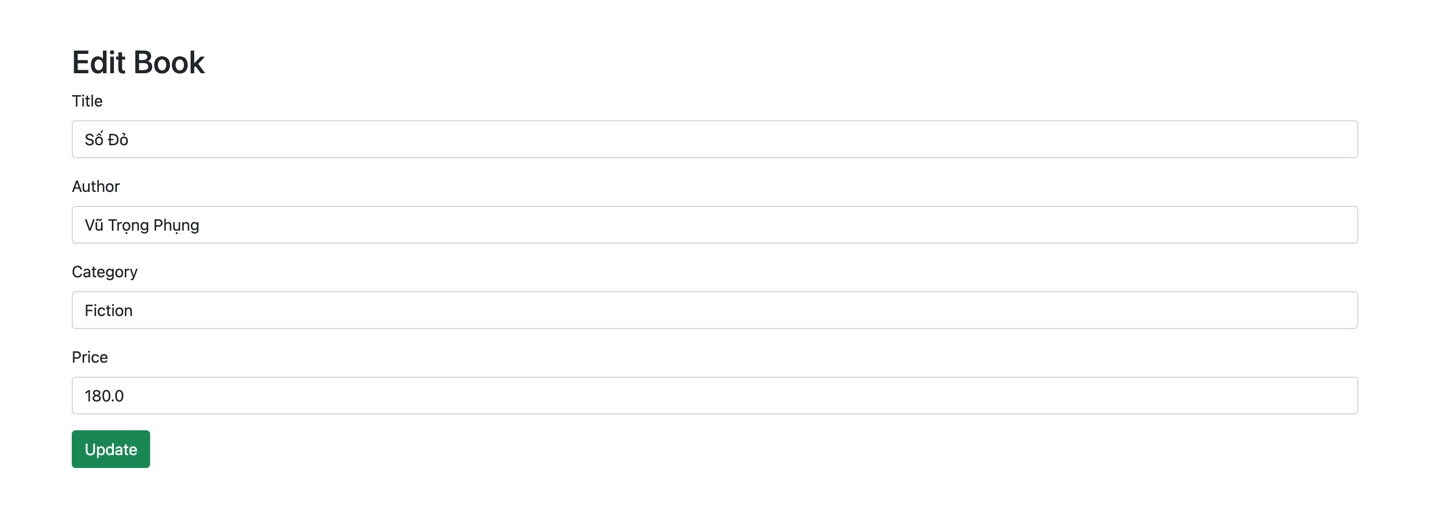 Edit Book
Title
Số Đỏ
Author
Vũ Trọng Phụng
Category
Fiction
Price
180.0
Update